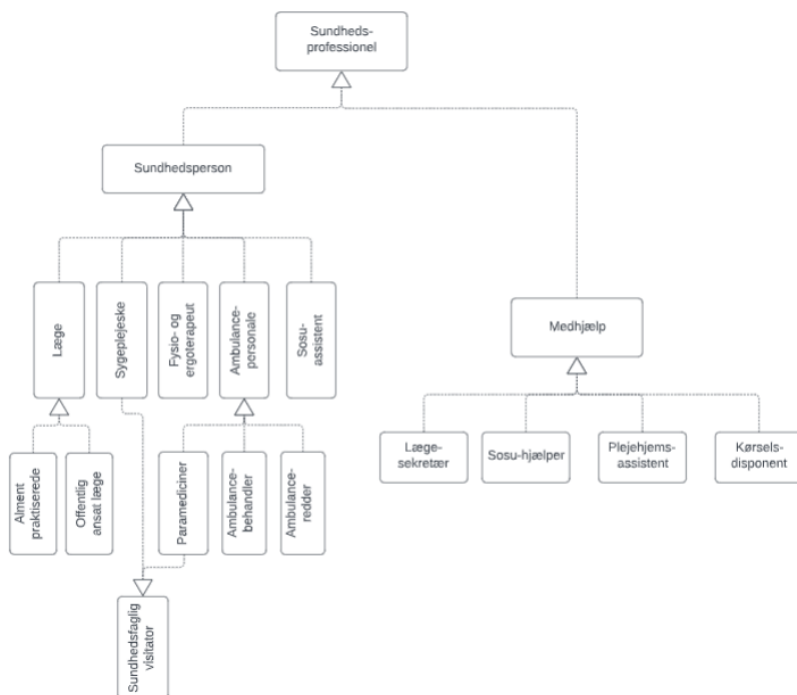 Sundheds-
professionel
Sundhedsperson
Læge
Sygeplejeske
Fysio- og
ergoterapeut
Ambulance-
personale
Sosu-
assistent
Medhjælp
Alment
praktiserede
Offentlig
ansat læge
Paramediciner
Ambulance-
behandler
Ambulance-
redder
Læge-
sekretær
Sosu-hjælper
Plejehjems-
assistent
Kørsels-
disponent
Sundhedsfaglig
visitator